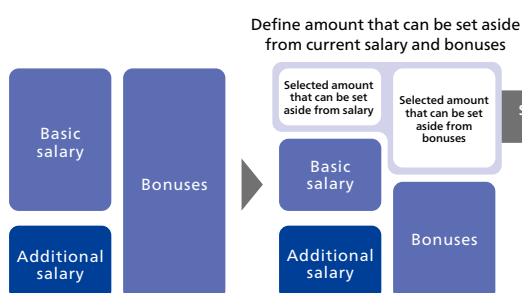 Define amount that can be set aside
from current salary and bonuses
Basic
salary
Additional
salary
Bonuses
Selected amount
that can be set
aside from salary
Selected amount
that can be set
aside from
bonuses
Basic
salary
Additional
salary
Bonuses